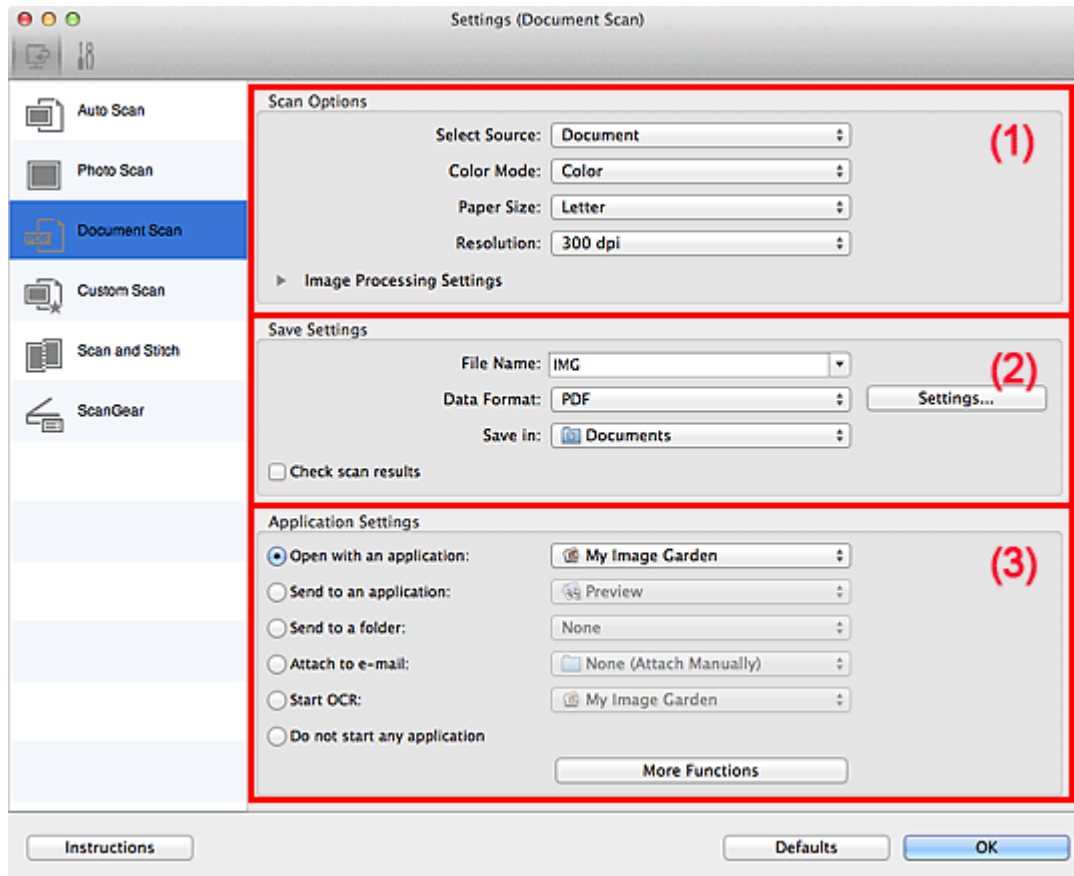 Settings (Document Scan)
Auto Scan
Photo Scan
Document Scan
Custom Scan
Scan and Stitch
ScanGear
Scan Options
(1)
Select Source: Document
Color Mode: Color
Paper Size: Letter
Resolution: 300 dpi
Image Processing Settings
Save Settings
(2)
File Name: IMG
Data Format: PDF Settings...
Save in: Documents
Check scan results
Application Settings
(3)
Open with an application: My Image Garden
Send to an application: Preview
Send to a folder: None
Attach to e-mail: None (Attach Manually)
Start OCR: My Image Garden
Do not start any application
More Functions
Instructions Defaults OK